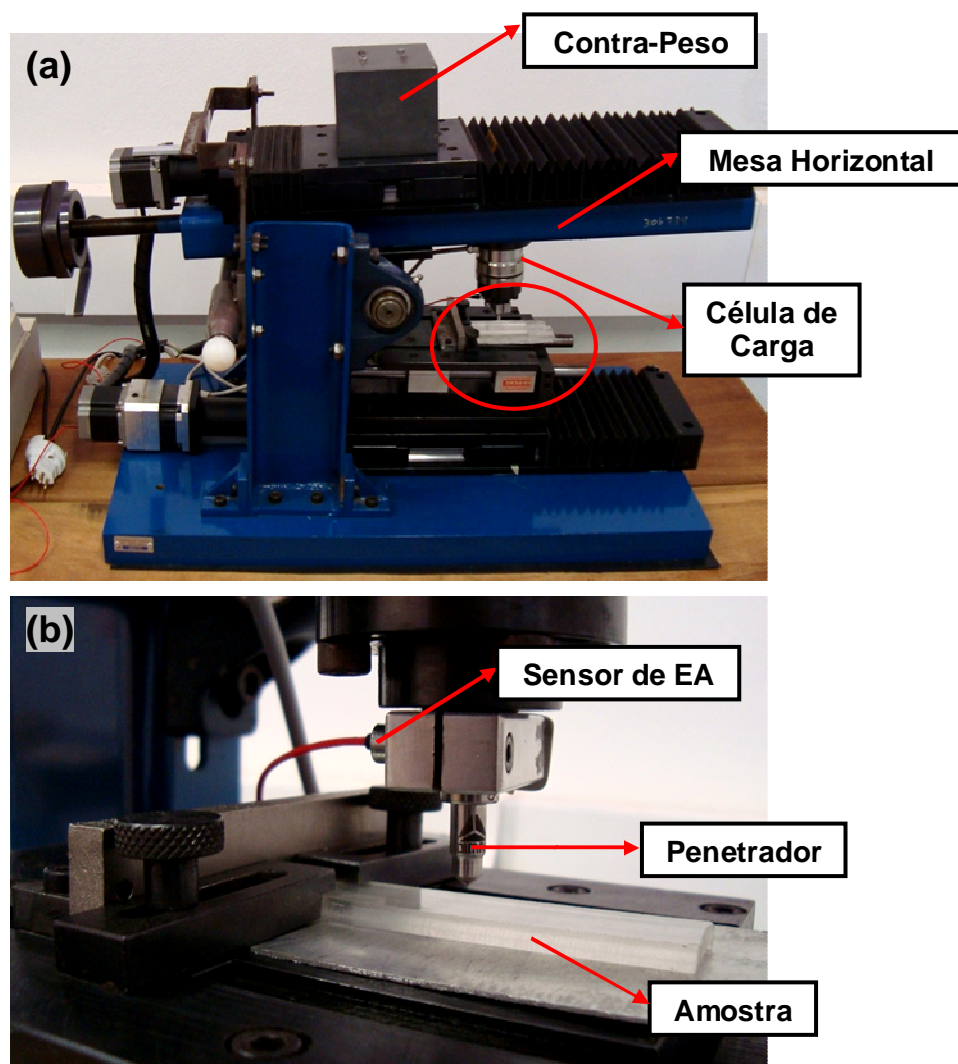 (a)
Contra-Peso
Mesa Horizontal
Célula de
Carga
(b)
Sensor de EA
Penetrador
Amostra